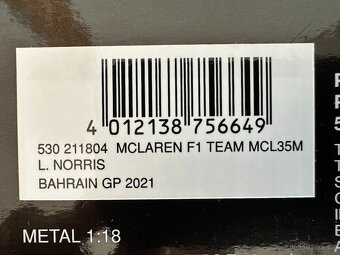 4 012138 756649
530 211804 MCLAREN F1 TEAM MCL35M
L. NORRIS
BAHRAIN GP 2021
METAL 1:18